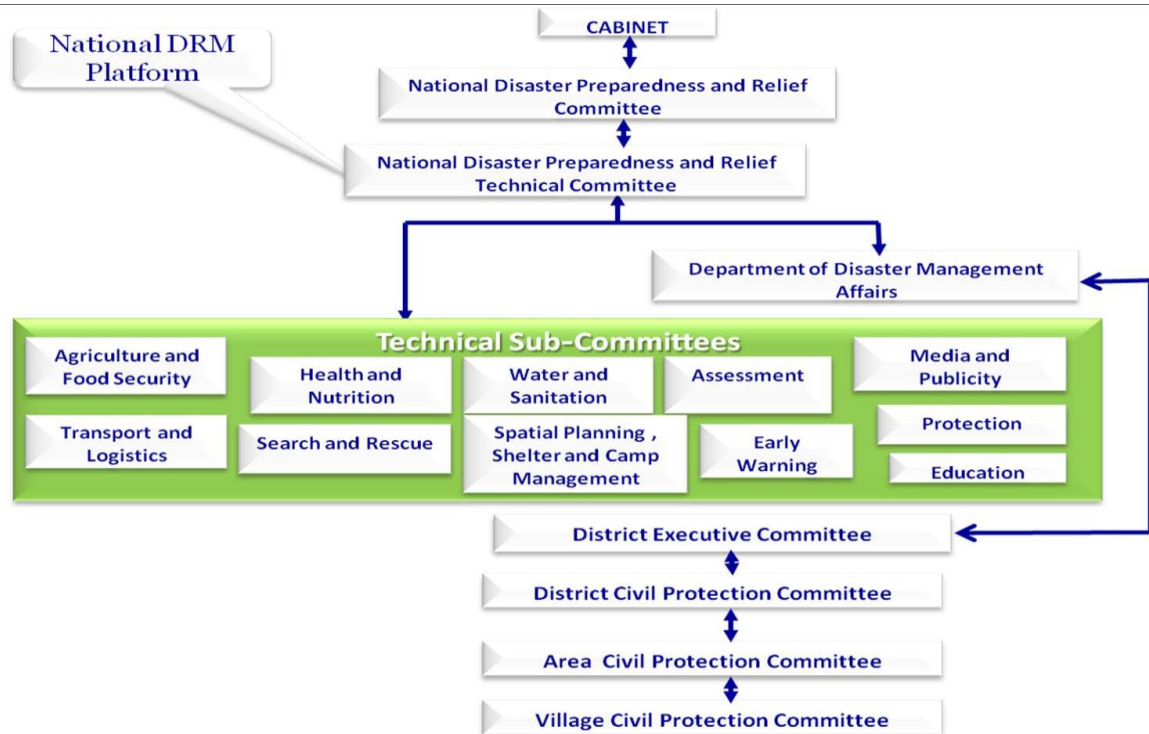 CABINET
National DRM
Platform
National Disaster Preparedness and Relief
Committee
National Disaster Preparedness and Relief
Technical Committee
Department of Disaster Management
Affairs
Technical Sub-Committees
Agriculture and
Food Security
Health and
Nutrition
Water and
Sanitation
Assessment
Media and
Publicity
Transport and
Logistics
Search and Rescue
Spatial Planning ,
Shelter and Camp
Management
Early
Warning
Protection
Education
District Executive Committee
District Civil Protection Committee
Area Civil Protection Committee
Village Civil Protection Committee